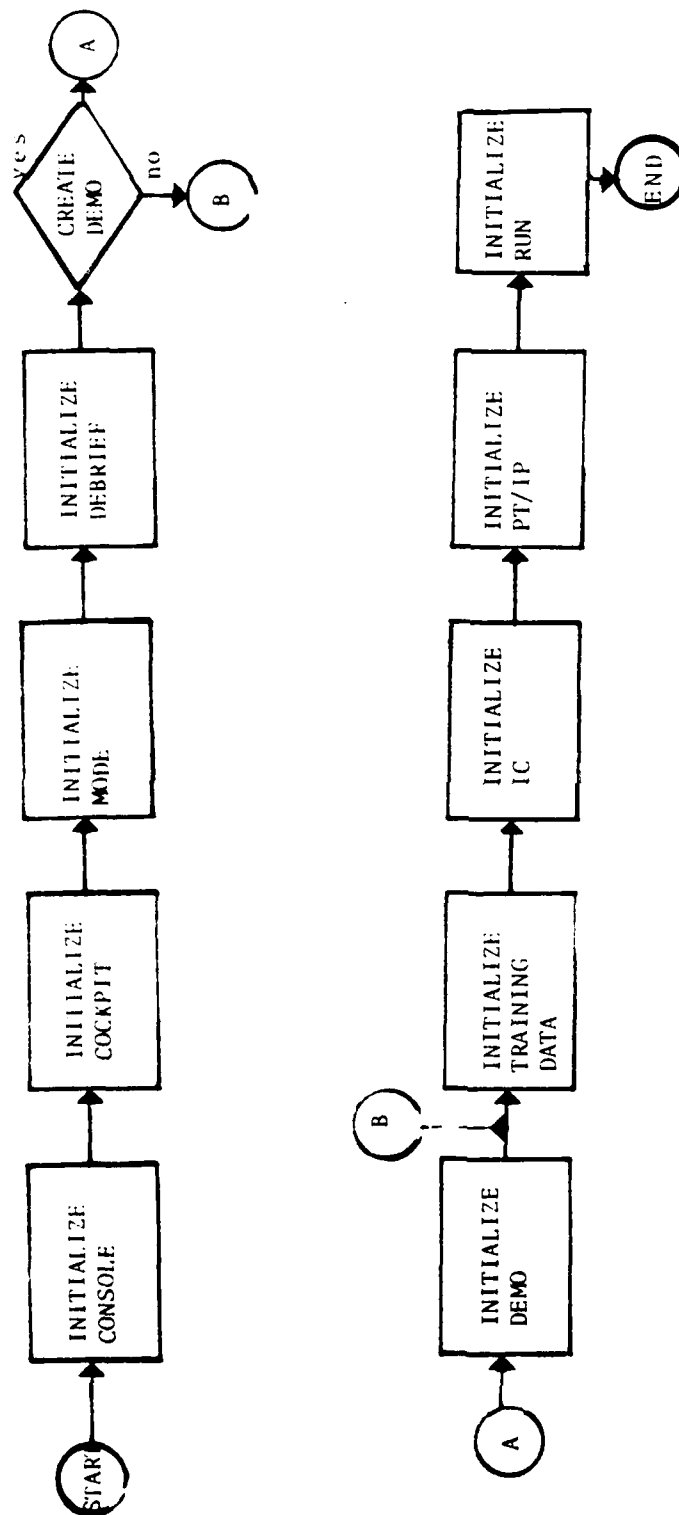 START
INITIALIZE
CONSOLE
INITIALIZE
COCKPIT
INITIALIZE
MODE
INITIALIZE
DEBRIEF
CREATE
DEMO
yes
A
no
B
A
INITIALIZE
DEMO
B
INITIALIZE
TRAINING
DATA
INITIALIZE
IC
INITIALIZE
PT/IP
INITIALIZE
RUN
END